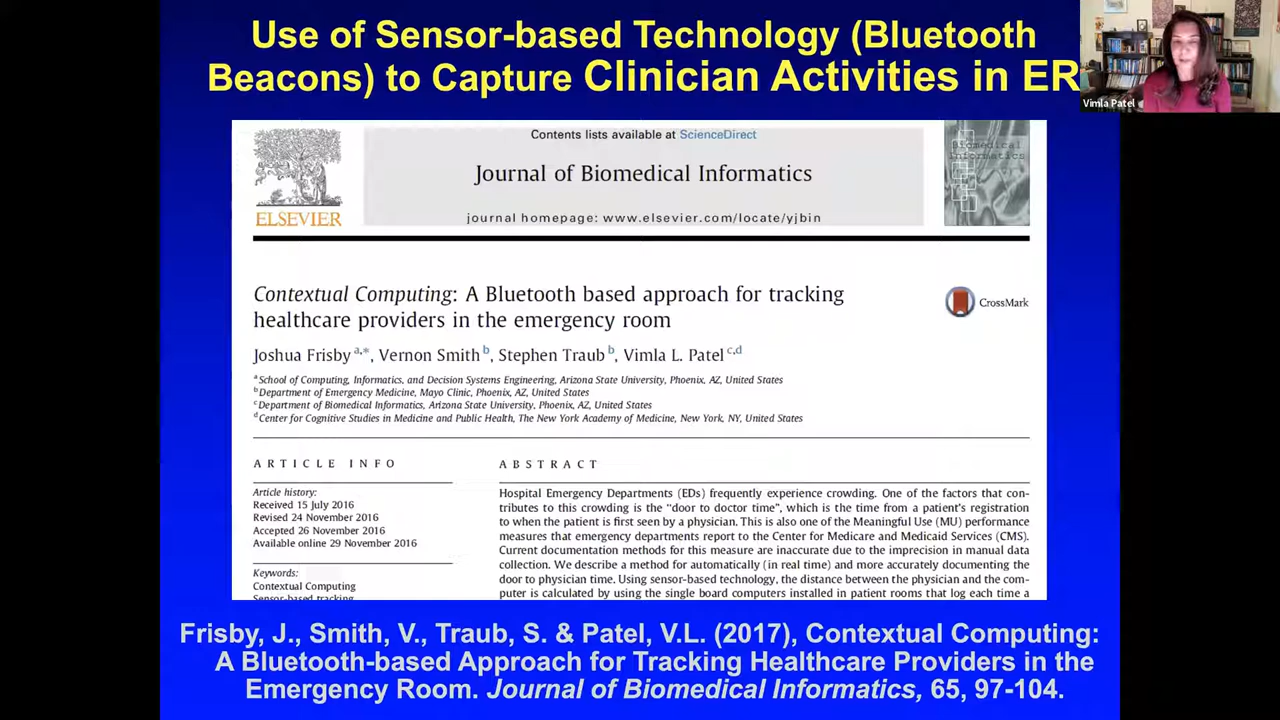 Use of Sensor-based Technology (Bluetooth
Beacons) to Capture Clinician Activities in ER
Vimla Patel
Contents lists available at ScienceDirect
Journal of Biomedical Informatics
journal homepage: www.elsevier.com/locate/yjbin
ELSEVIER
Biomedical
Informatics
Contextual Computing: A Bluetooth based approach for tracking
healthcare providers in the emergency room
CrossMark
Joshua Frisby a,*, Vernon Smith b, Stephen Traub b, Vimla L. Patel c,d
a School of Computing, Informatics, and Decision Systems Engineering, Arizona State University, Phoenix, AZ, United States
b Department of Emergency Medicine, Mayo Clinic, Phoenix, AZ, United States
c Department of Biomedical Informatics, Arizona State University, Phoenix, AZ, United States
d Center for Cognitive Studies in Medicine and Public Health, The New York Academy of Medicine, New York, NY, United States
ARTICLE INFO
Article history:
Received 15 July 2016
Revised 24 November 2016
Accepted 26 November 2016
Available online 29 November 2016
Keywords:
Contextual Computing
Sensor-based tracking
ABSTRACT
Hospital Emergency Departments (EDs) frequently experience crowding. One of the factors that con-
tributes to this crowding is the "door to doctor time", which is the time from a patient's registration
to when the patient is first seen by a physician. This is also one of the Meaningful Use (MU) performance
measures that emergency departments report to the Center for Medicare and Medicaid Services (CMS).
Current documentation methods for this measure are inaccurate due to the imprecision in manual data
collection. We describe a method for automatically (in real time) and more accurately documenting the
door to physician time. Using sensor-based technology, the distance between the physician and the com-
puter is calculated by using the single board computers installed in patient rooms that log each time a
Frisby, J., Smith, V., Traub, S. & Patel, V.L. (2017), Contextual Computing:
A Bluetooth-based Approach for Tracking Healthcare Providers in the
Emergency Room. Journal of Biomedical Informatics, 65, 97-104.